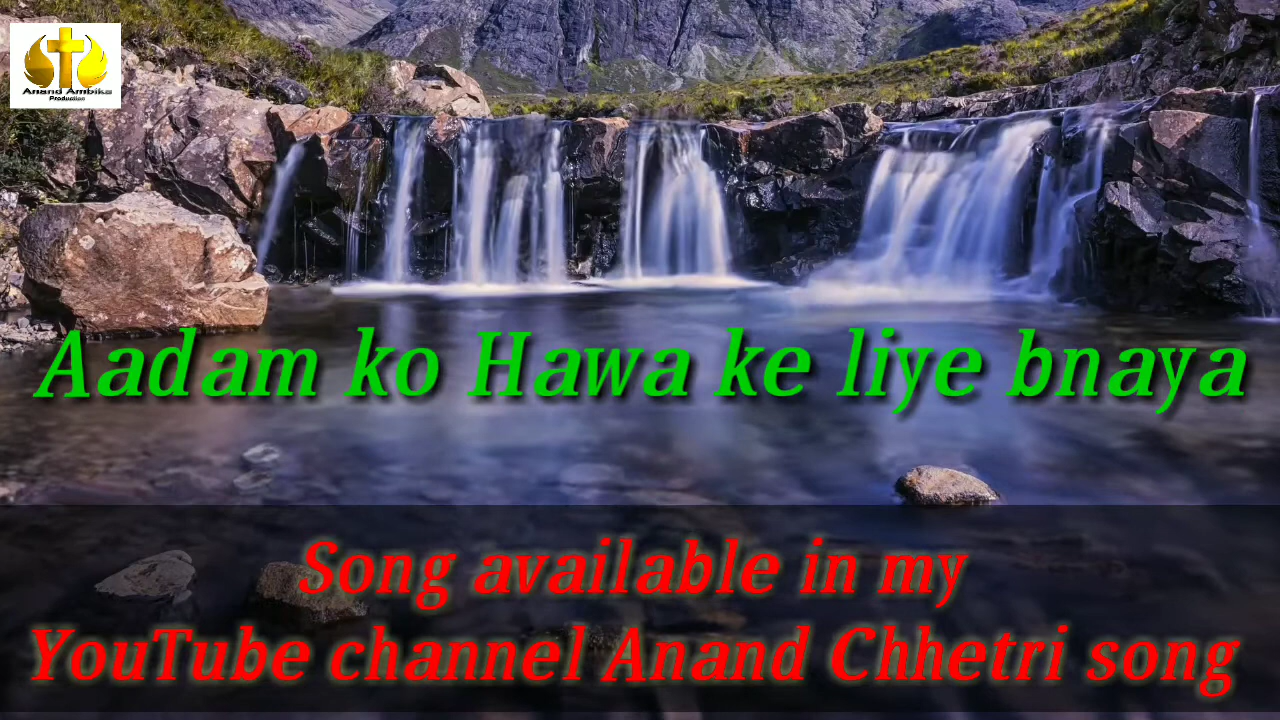 Anand Ambika
Production
Aadam ko Hawa ke liye bnaya
Song available in my
YouTube channel Anand Chhetri song